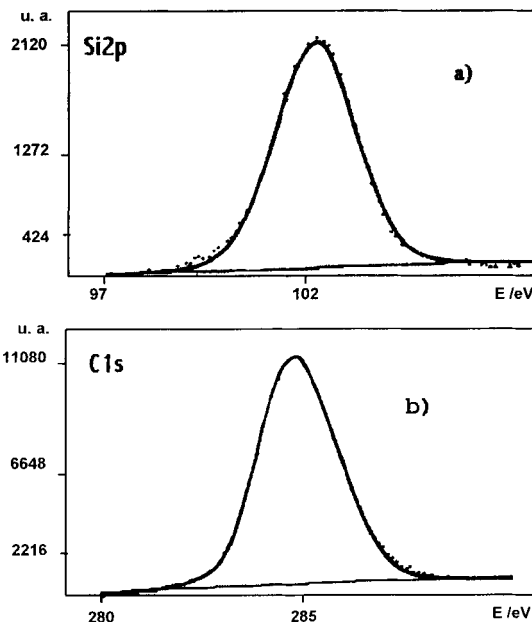 u. a.
2120
Si2p
a)
1272
424
97
102
E /eV
u. a.
11080
C1s
b)
6648
2216
280
285
E /eV